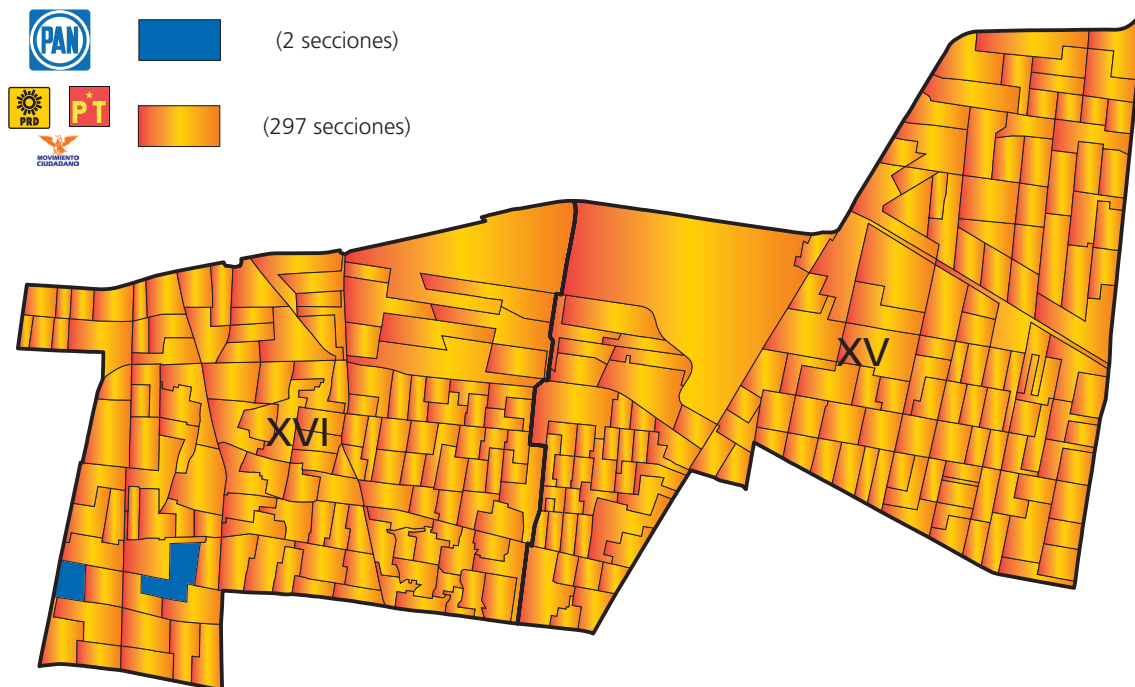 PAN
(2 secciones)
PRD
PT
(297 secciones)
MOVIMIENTO
CIUDADANO
XV
XVI